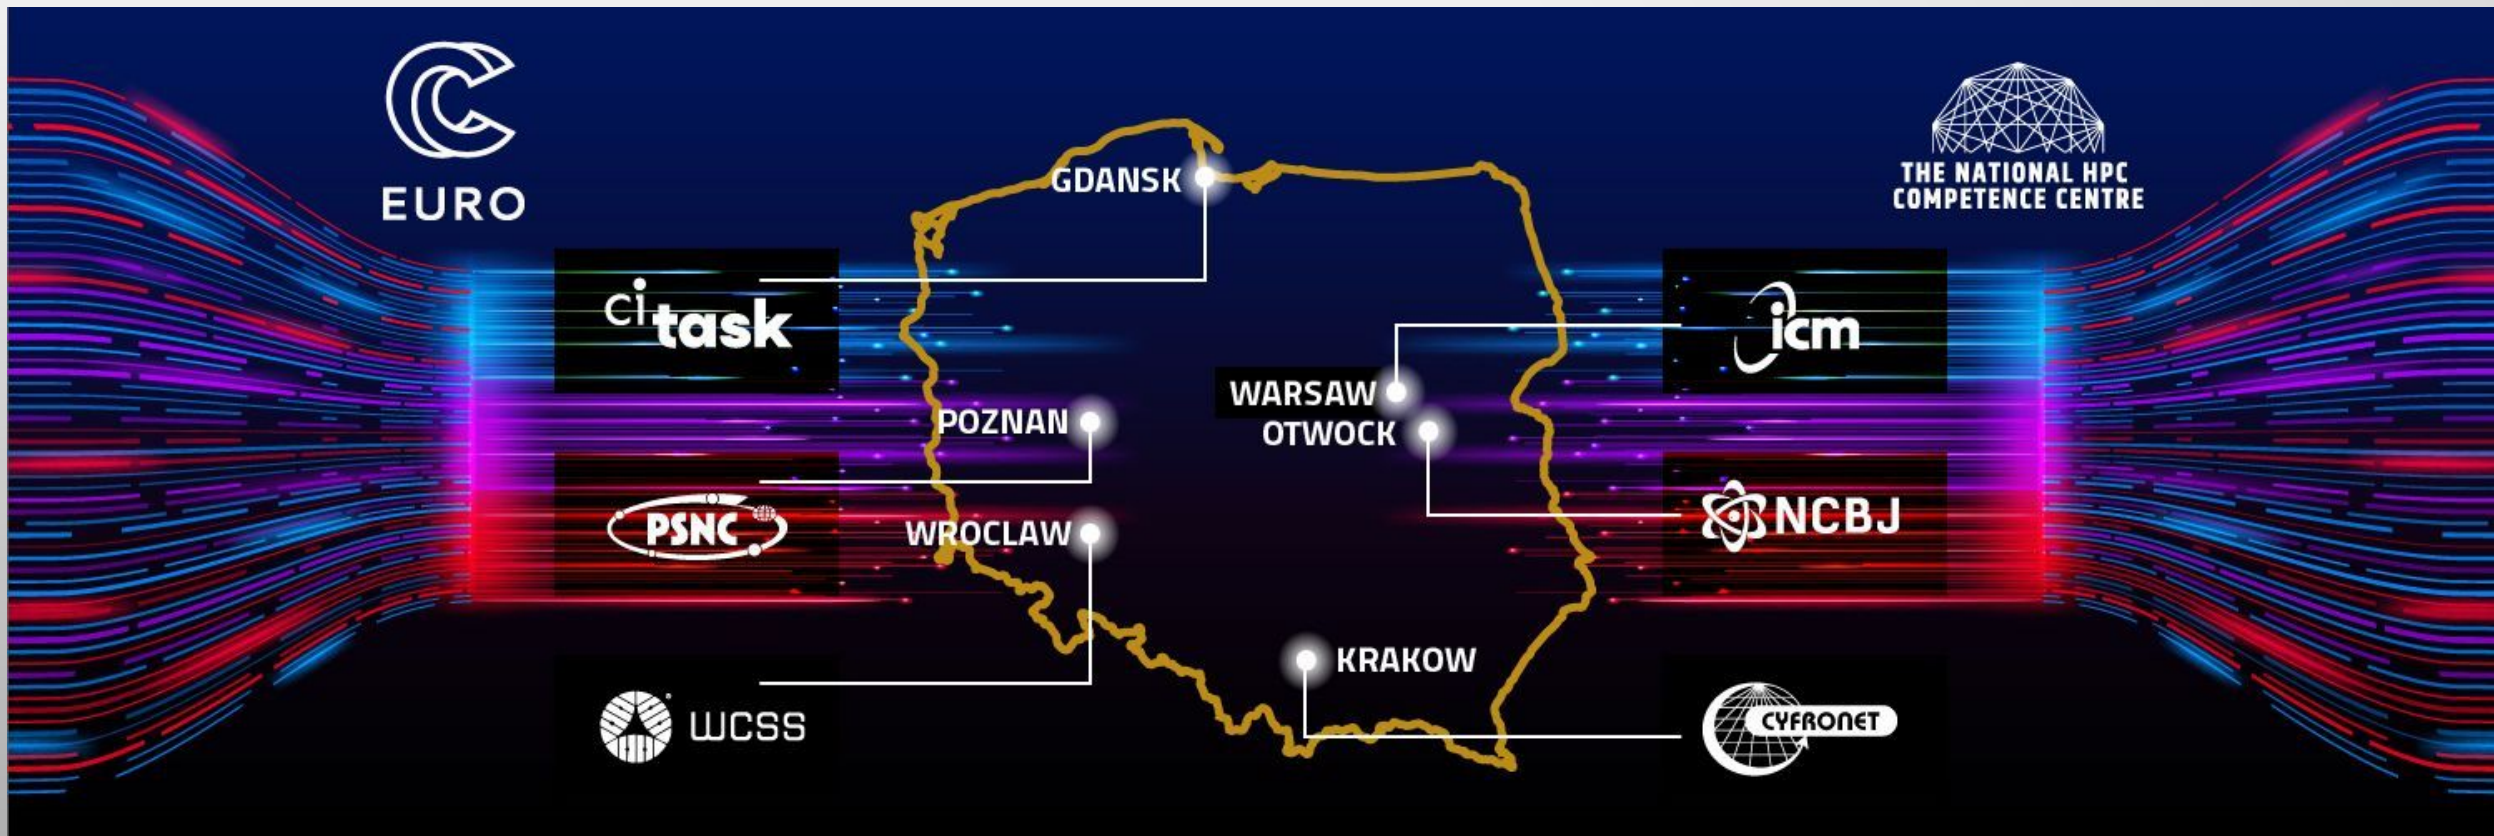 EURO
THE NATIONAL HPC
COMPETENCE CENTRE
GDANSK
ci task
icm
WARSAW
POZNAN
OTWOCK
PSNC
NCBJ
WROCLAW
KRAKOW
WCSS
CYFRONET